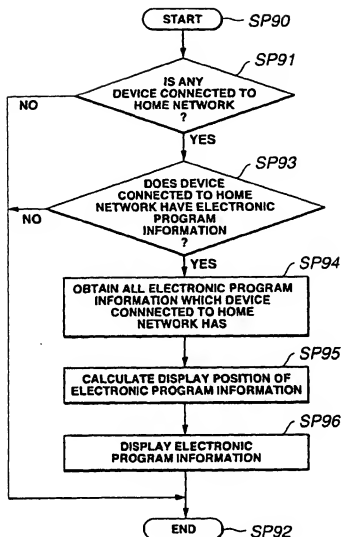 START
SP90
SP91
IS ANY
DEVICE CONNECTED TO
HOME NETWORK
?
NO
YES
SP93
DOES DEVICE
CONNECTED TO HOME
NETWORK HAVE ELECTRONIC
PROGRAM
INFORMATION
?
NO
YES
SP94
OBTAIN ALL ELECTRONIC PROGRAM
INFORMATION WHICH DEVICE
CONNNECTED TO HOME
NETWORK HAS
SP95
CALCULATE DISPLAY POSITION OF
ELECTRONIC PROGRAM INFORMATION
SP96
DISPLAY ELECTRONIC
PROGRAM INFORMATION
END
SP92